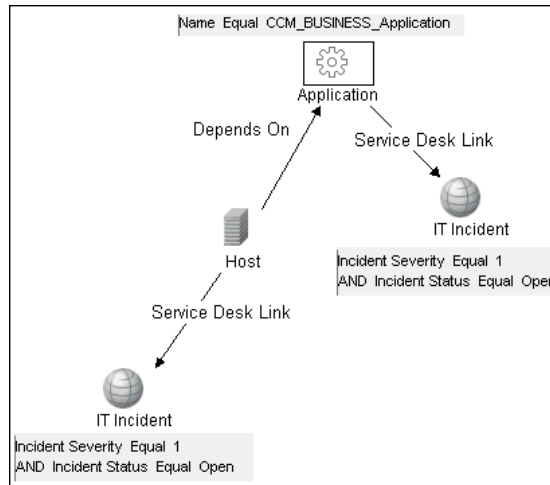 Name Equal CCM_BUSINESS_Application
Application
Depends On
Service Desk Link
IT Incident
Incident Severity Equal 1
AND Incident Status Equal Open
Host
Service Desk Link
IT Incident
Incident Severity Equal 1
AND Incident Status Equal Open